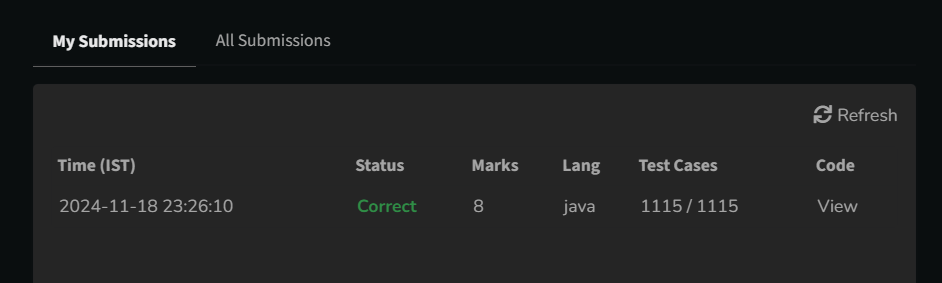 My Submissions All Submissions
Refresh
Time (IST) Status Marks Lang Test Cases Code
2024-11-18 23:26:10 Correct 8 java 1115 / 1115 View